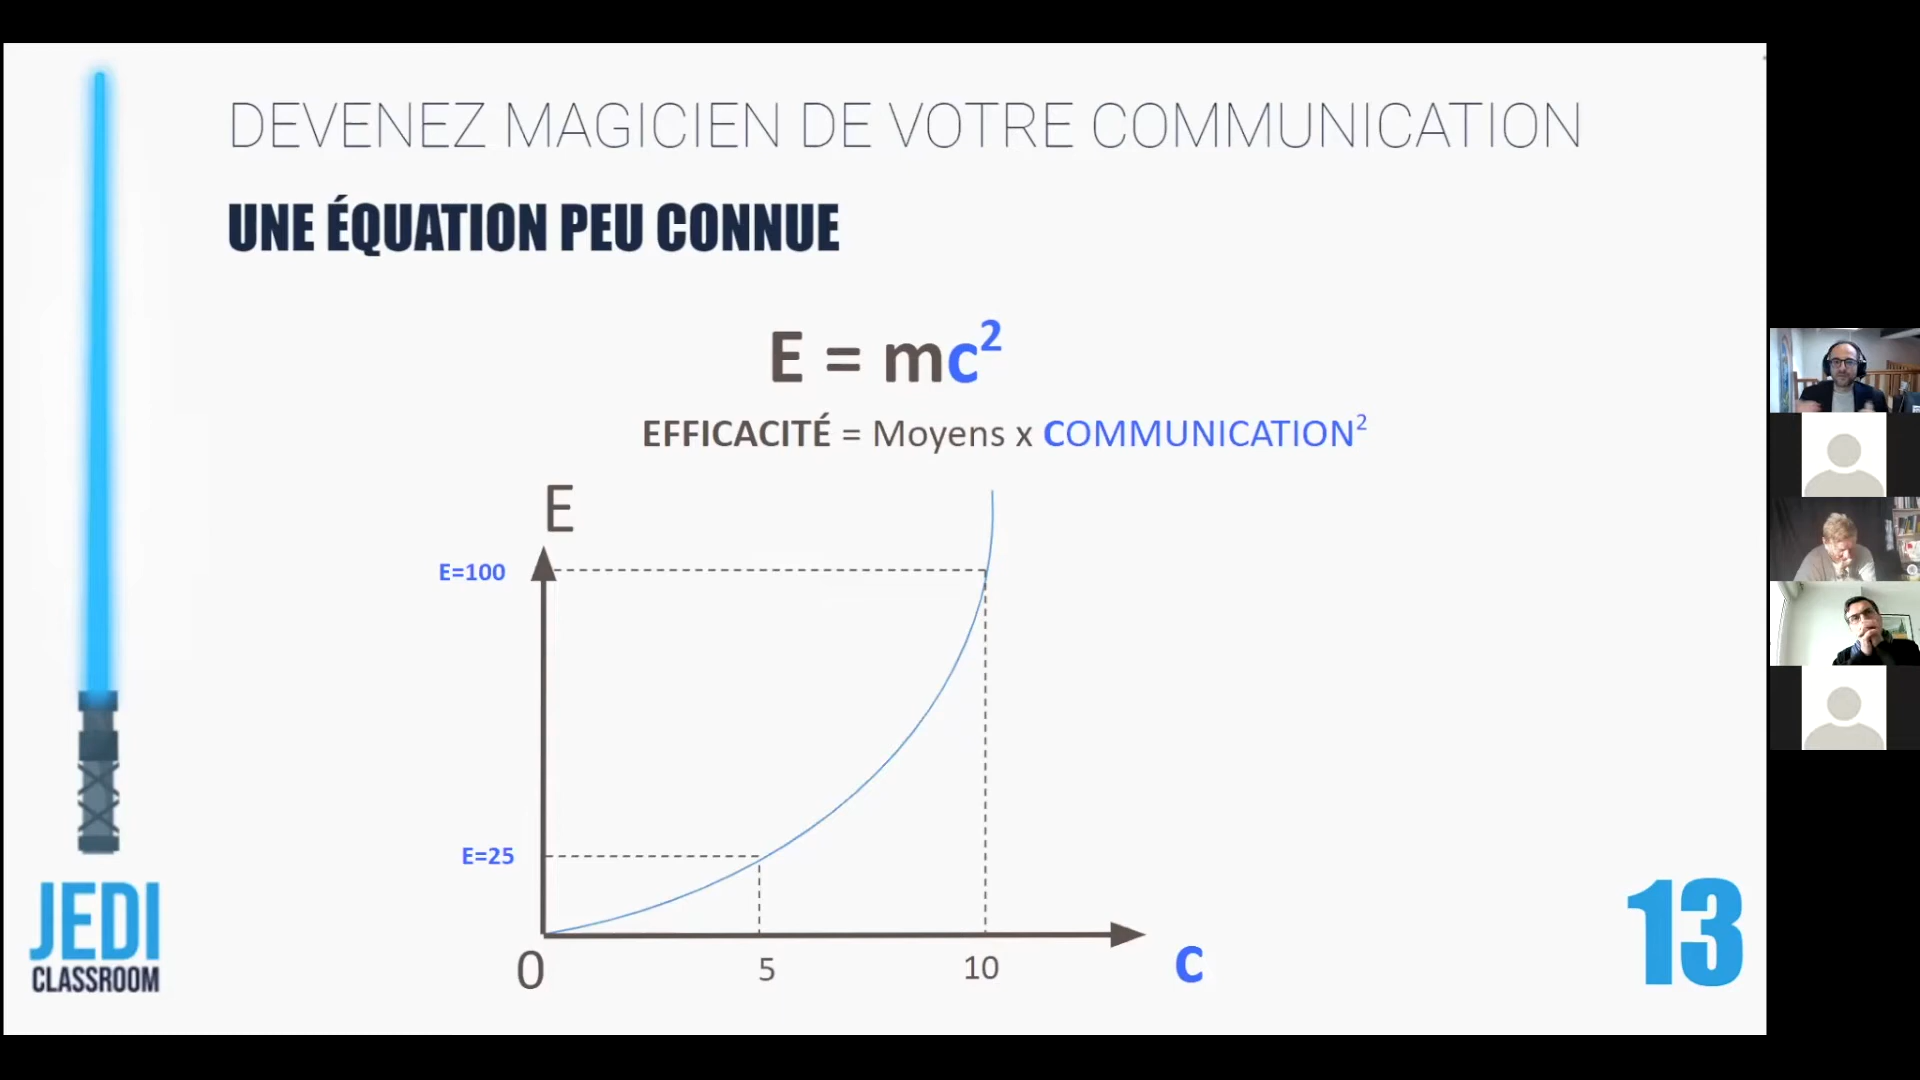 DEVENEZ MAGICIEN DE VOTRE COMMUNICATION
UNE ÉQUATION PEU CONNUE
E = mc²
EFFICACITÉ = Moyens x COMMUNICATION²
E
E=100
E=25
0
5
10
c
JEDI
CLASSROOM
13